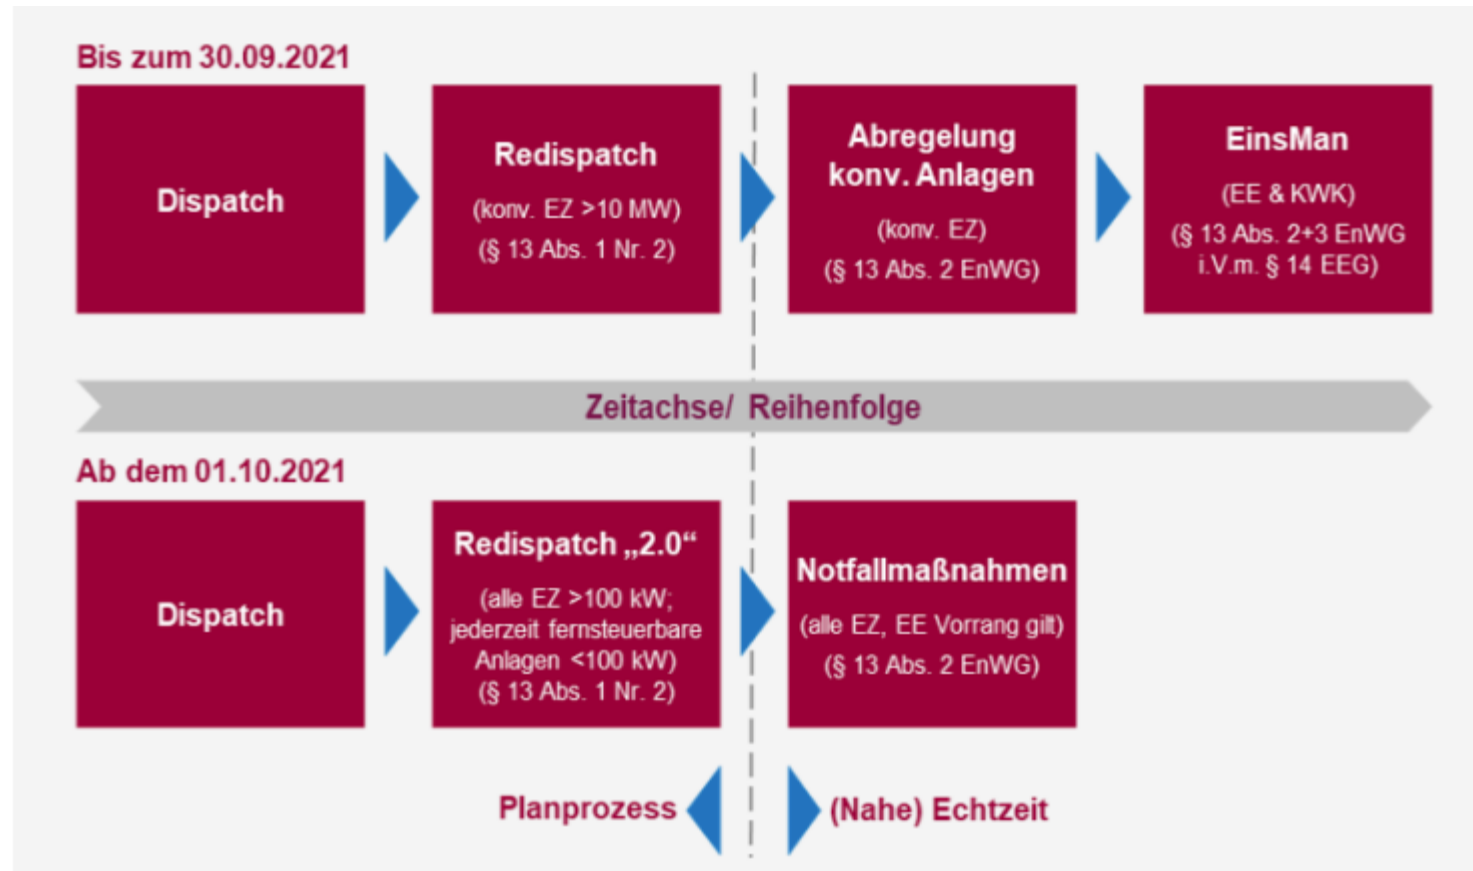 Bis zum 30.09.2021
Dispatch
Redispatch
(konv. EZ >10 MW)
(§ 13 Abs. 1 Nr. 2)
Abregelung
konv. Anlagen
(konv. EZ)
(§ 13 Abs. 2 EnWG)
EinsMan
(EE & KWK)
(§ 13 Abs. 2+3 EnWG
i.V.m. § 14 EEG)
Zeitachse/ Reihenfolge
Ab dem 01.10.2021
Dispatch
Redispatch „2.0“
(alle EZ >100 kW;
jederzeit fernsteuerbare
Anlagen <100 kW)
(§ 13 Abs. 1 Nr. 2)
Notfallmaßnahmen
(alle EZ, EE Vorrang gilt)
(§ 13 Abs. 2 EnWG)
Planprozess
(Nahe) Echtzeit